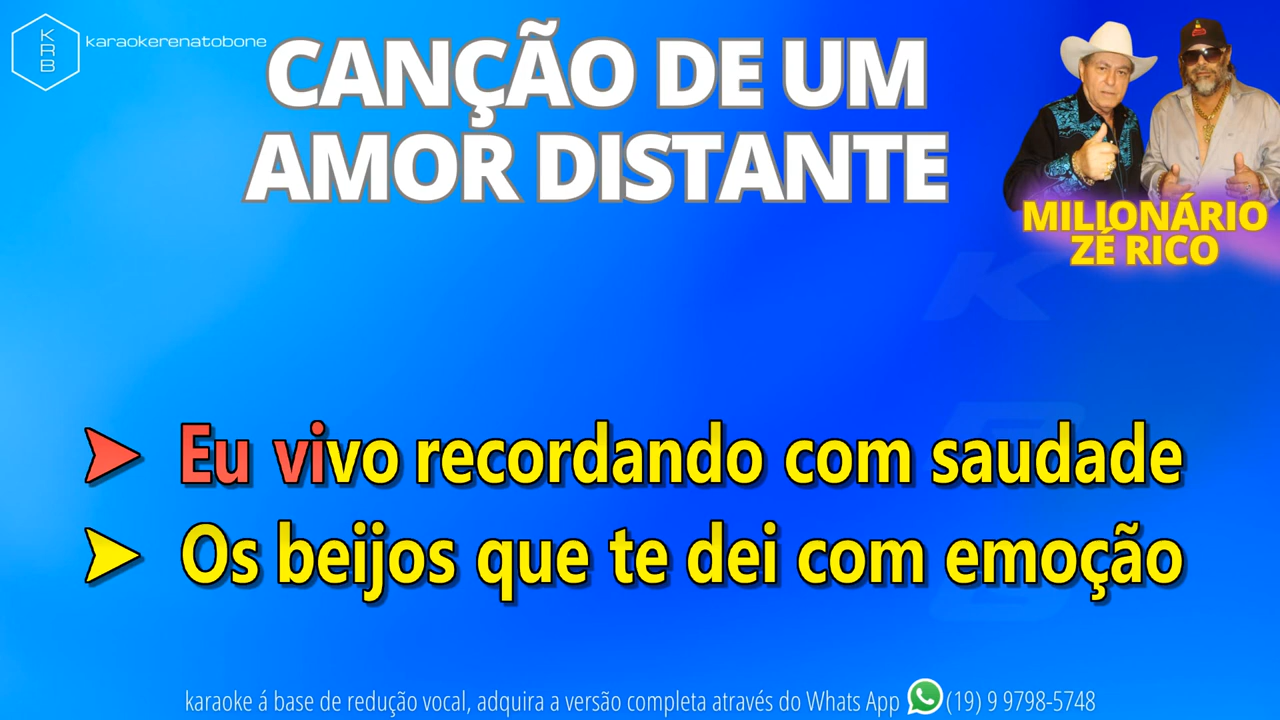 KRB
karaokerenatobone
CANÇÃO DE UM
AMOR DISTANTE
MILIONÁRIO
ZÉ RICO
K
B
Eu vivo recordando com saudade
Os beijos que te dei com emoção
karaoke á base de redução vocal, adquira a versão completa através do Whats App (19) 9 9798-5748